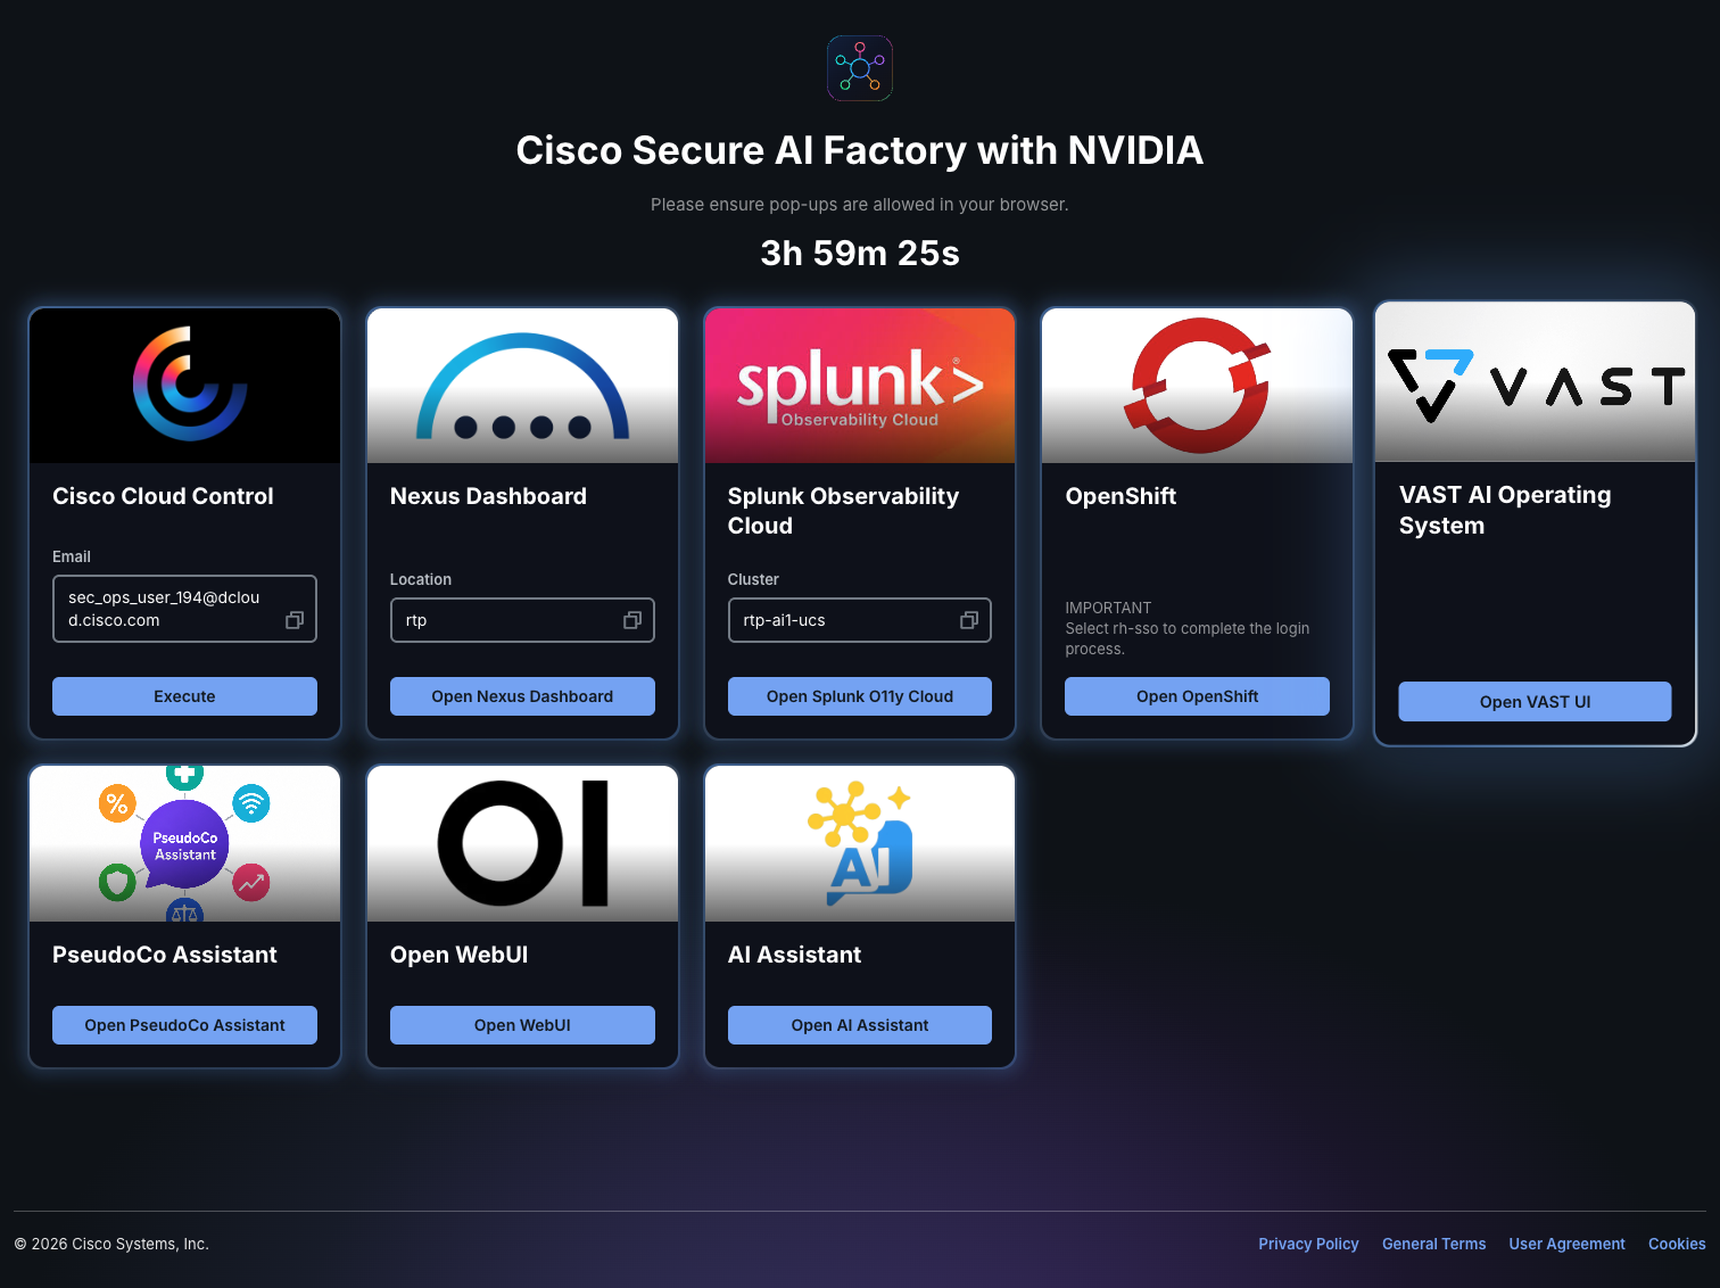 Cisco Secure AI Factory with NVIDIA
Please ensure pop-ups are allowed in your browser.
3h 59m 25s
Cisco Cloud Control
Email
sec_ops_user_194@dclou
d.cisco.com
Execute
Nexus Dashboard
Location
rtp
Open Nexus Dashboard
splunk>®
Observability Cloud
Splunk Observability
Cloud
Cluster
rtp-ai1-ucs
Open Splunk O11y Cloud
OpenShift
IMPORTANT
Select rh-sso to complete the login
process.
Open OpenShift
VAST
VAST AI Operating
System
Open VAST UI
%
PseudoCo
Assistant
PseudoCo Assistant
Open PseudoCo Assistant
OI
Open WebUI
Open WebUI
AI
AI Assistant
Open AI Assistant
© 2026 Cisco Systems, Inc.
Privacy Policy
General Terms
User Agreement
Cookies